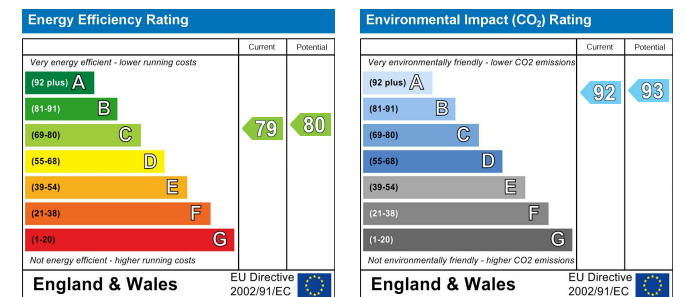 Energy Efficiency Rating
Current Potential
Very energy efficient - lower running costs
(92 plus) A
(81-91) B
(69-80) C
79 80
(55-68) D
(39-54) E
(21-38) F
(1-20) G
Not energy efficient - higher running costs
England & Wales
EU Directive
2002/91/EC
Environmental Impact (CO₂) Rating
Current Potential
Very environmentally friendly - lower CO2 emissions
(92 plus) A
92 93
(81-91) B
(69-80) C
(55-68) D
(39-54) E
(21-38) F
(1-20) G
Not environmentally friendly - higher CO2 emissions
England & Wales
EU Directive
2002/91/EC